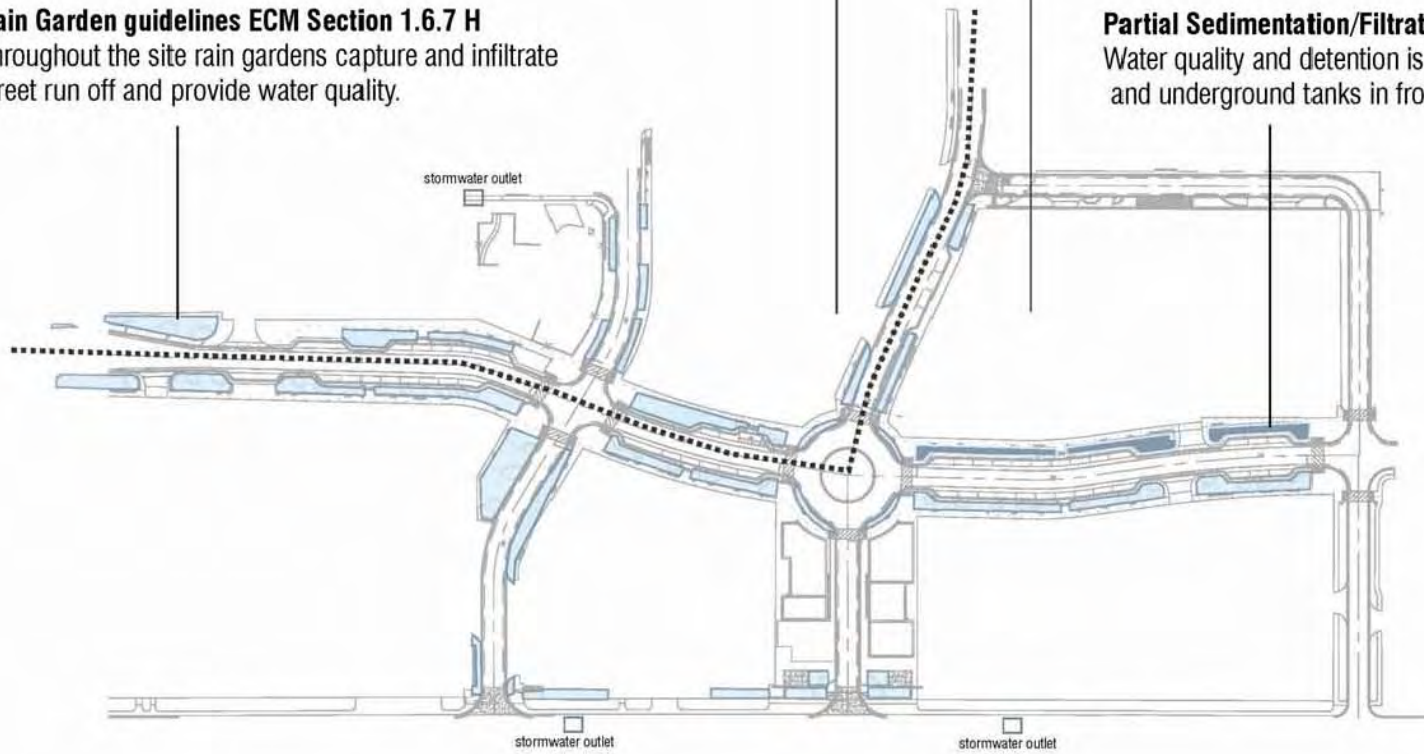 ain Garden guidelines ECM Section 1.6.7 H
hroughout the site rain gardens capture and infiltrate
reet run off and provide water quality.
Partial Sedimentation/Filtrat
Water quality and detention is
and underground tanks in fro
stormwater outlet
stormwater outlet
stormwater outlet